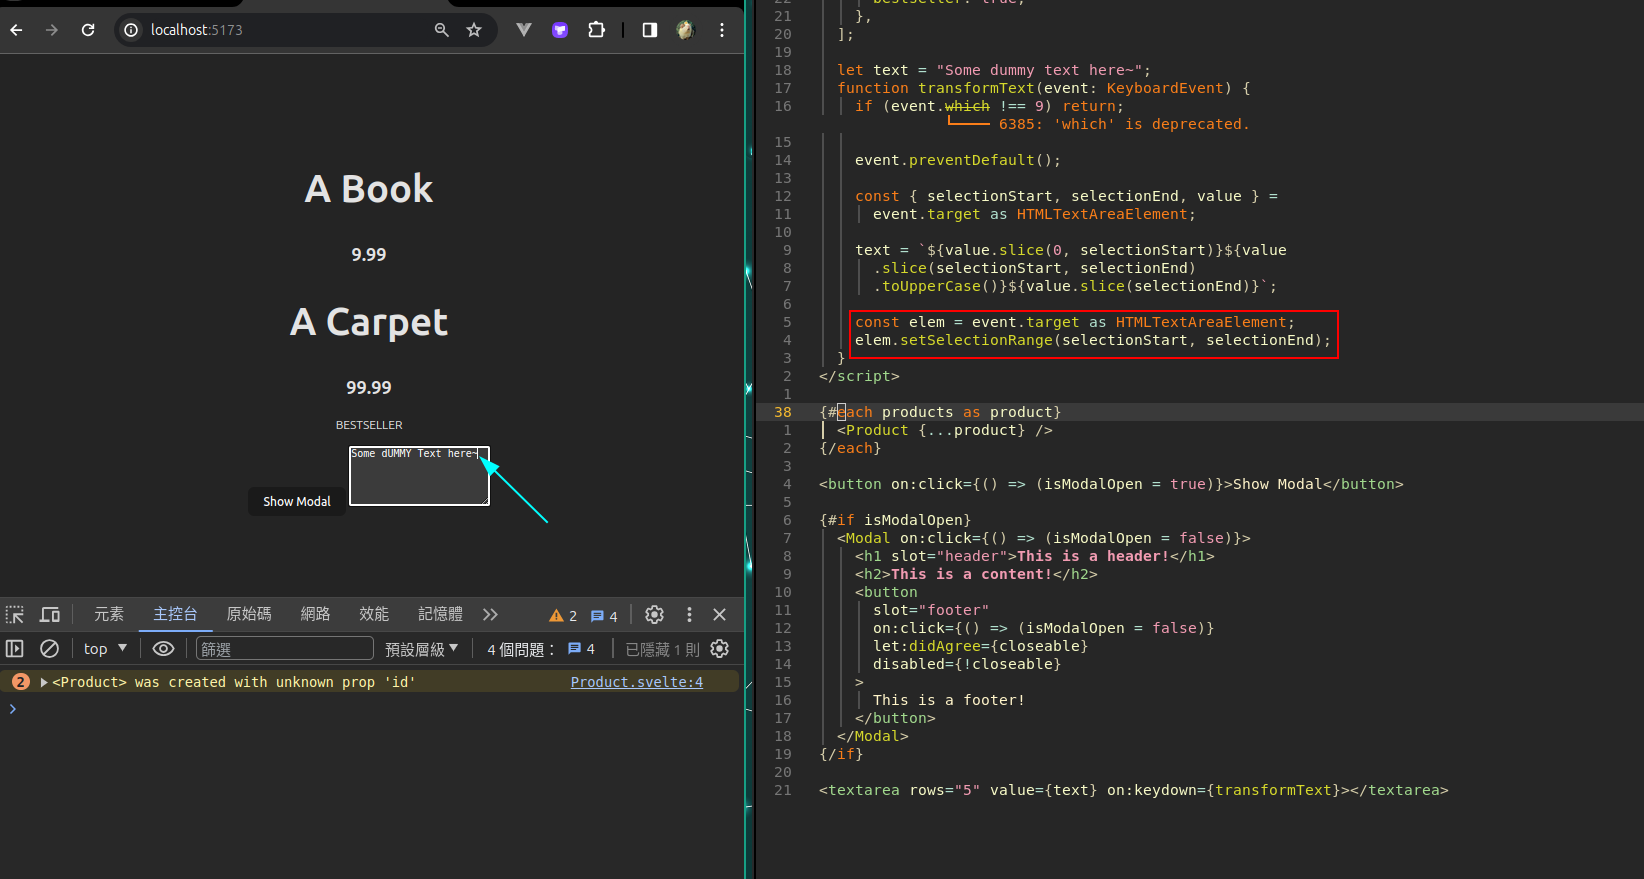 localhost:5173
A Book
9.99
A Carpet
99.99
BESTSELLER
Some dUMMY Text here~
Show Modal
元素 主控台 原始碼 網路 效能 記憶體 2 4
top 篩選 預設層級 4 個問題： 4 已隱藏 1 則
2 <Product> was created with unknown prop 'id' Product.svelte:4
22 bestseller: true,
21 },
20 ];
19
18 let text = "Some dummy text here~";
17 function transformText(event: KeyboardEvent) {
16 if (event.which !== 9) return;
6385: 'which' is deprecated.
15
14 event.preventDefault();
13
12 const { selectionStart, selectionEnd, value } =
11 event.target as HTMLTextAreaElement;
10
9 text = `${value.slice(0, selectionStart)}${value
8 .slice(selectionStart, selectionEnd)
7 .toUpperCase()}${value.slice(selectionEnd)}`;
6
5 const elem = event.target as HTMLTextAreaElement;
4 elem.setSelectionRange(selectionStart, selectionEnd);
3 }
2 </script>
1
38 {#each products as product}
1 <Product {...product} />
2 {/each}
3
4 <button on:click={() => (isModalOpen = true)}>Show Modal</button>
5
6 {#if isModalOpen}
7 <Modal on:click={() => (isModalOpen = false)}>
8 <h1 slot="header">This is a header!</h1>
9 <h2>This is a content!</h2>
10 <button
11 slot="footer"
12 on:click={() => (isModalOpen = false)}
13 let:didAgree={closeable}
14 disabled={!closeable}
15 >
16 This is a footer!
17 </button>
18 </Modal>
19 {/if}
20
21 <textarea rows="5" value={text} on:keydown={transformText}></textarea>